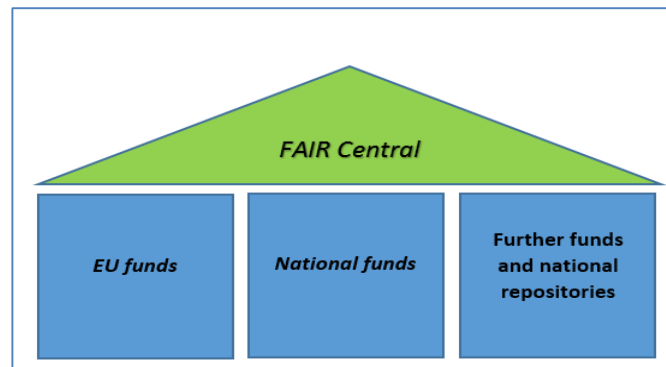 FAIR Central
EU funds
National funds
Further funds
and national
repositories